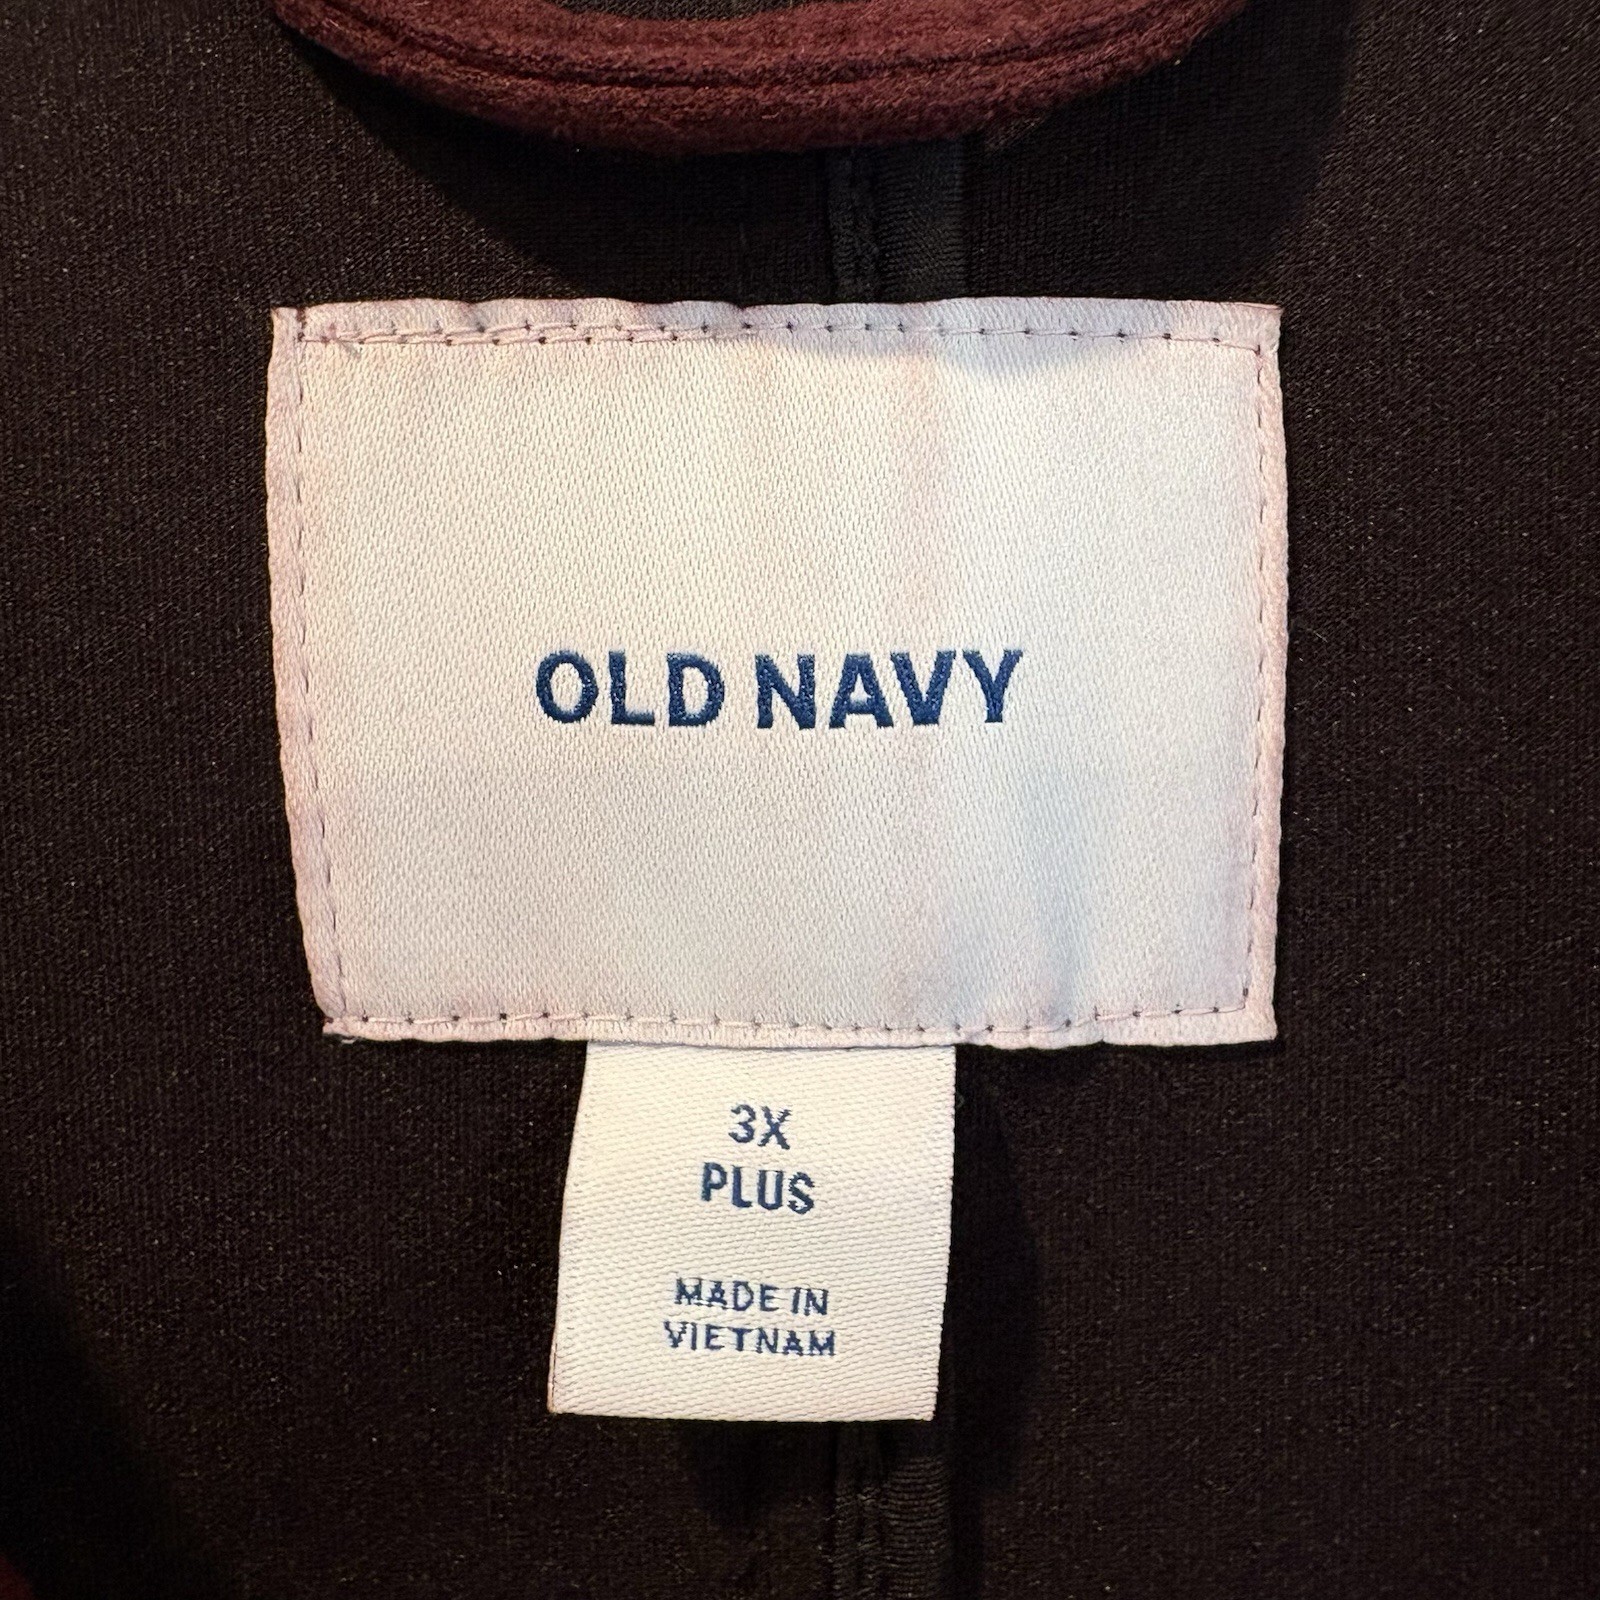 OLD NAVY
3X
PLUS
MADE IN
VIETNAM